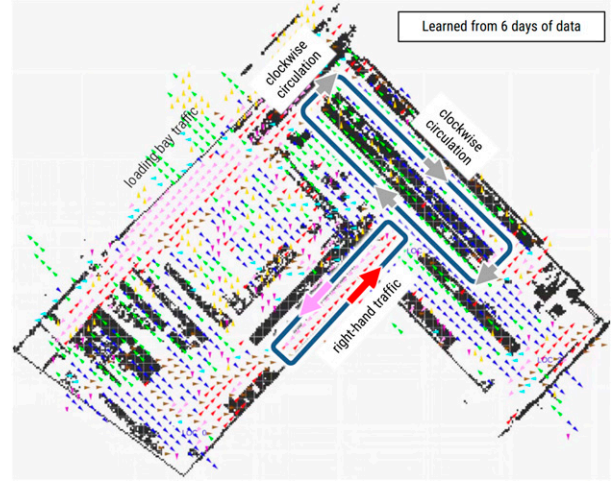 Learned from 6 days of data
clockwise
circulation
clockwise
circulation
loading bay traffic
right-hand traffic